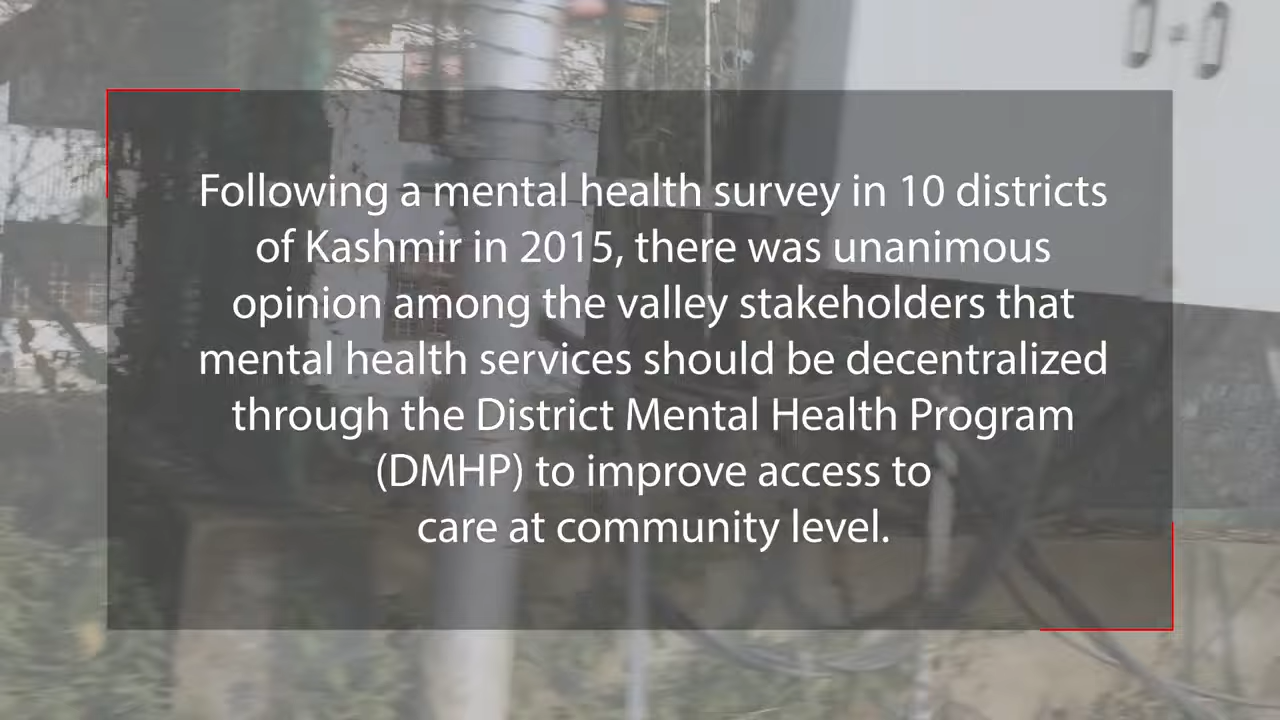 Following a mental health survey in 10 districts
of Kashmir in 2015, there was unanimous
opinion among the valley stakeholders that
mental health services should be decentralized
through the District Mental Health Program
(DMHP) to improve access to
care at community level.